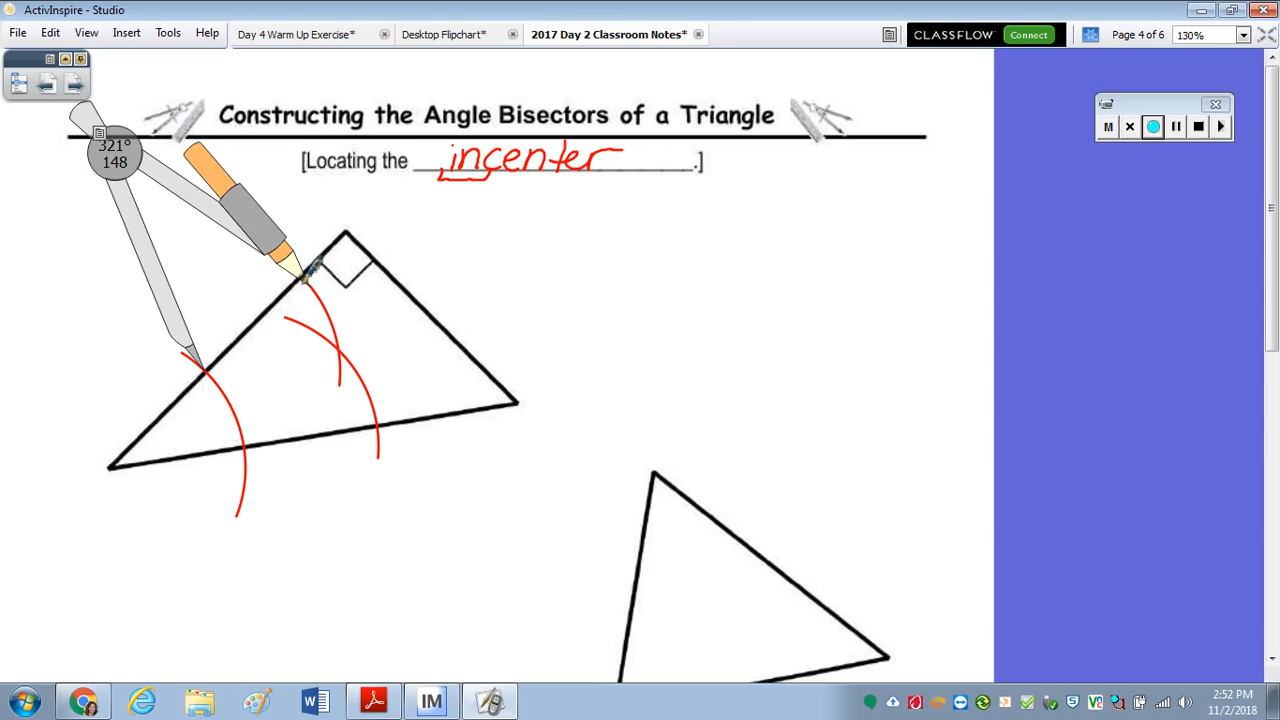 ActivInspire - Studio
File Edit View Insert Tools Help Day 4 Warm Up Exercise* Desktop Flipchart* 2017 Day 2 Classroom Notes* CLASSFLOW Connect Page 4 of 6 130%
Constructing the Angle Bisectors of a Triangle
[Locating the incenter.]
321°
148
M
W
IM
2:52 PM
11/2/2018